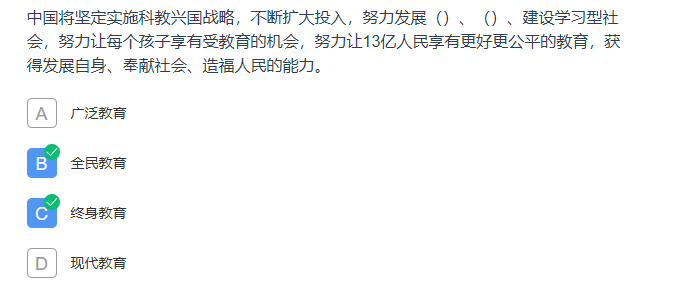 中国将坚定实施科教兴国战略，不断扩大投入，努力发展（）、（）、建设学习型社
会，努力让每个孩子享有受教育的机会，努力让13亿人民享有更好更公平的教育，获
得发展自身、奉献社会、造福人民的能力。
A 广泛教育
B 全民教育
C 终身教育
D 现代教育